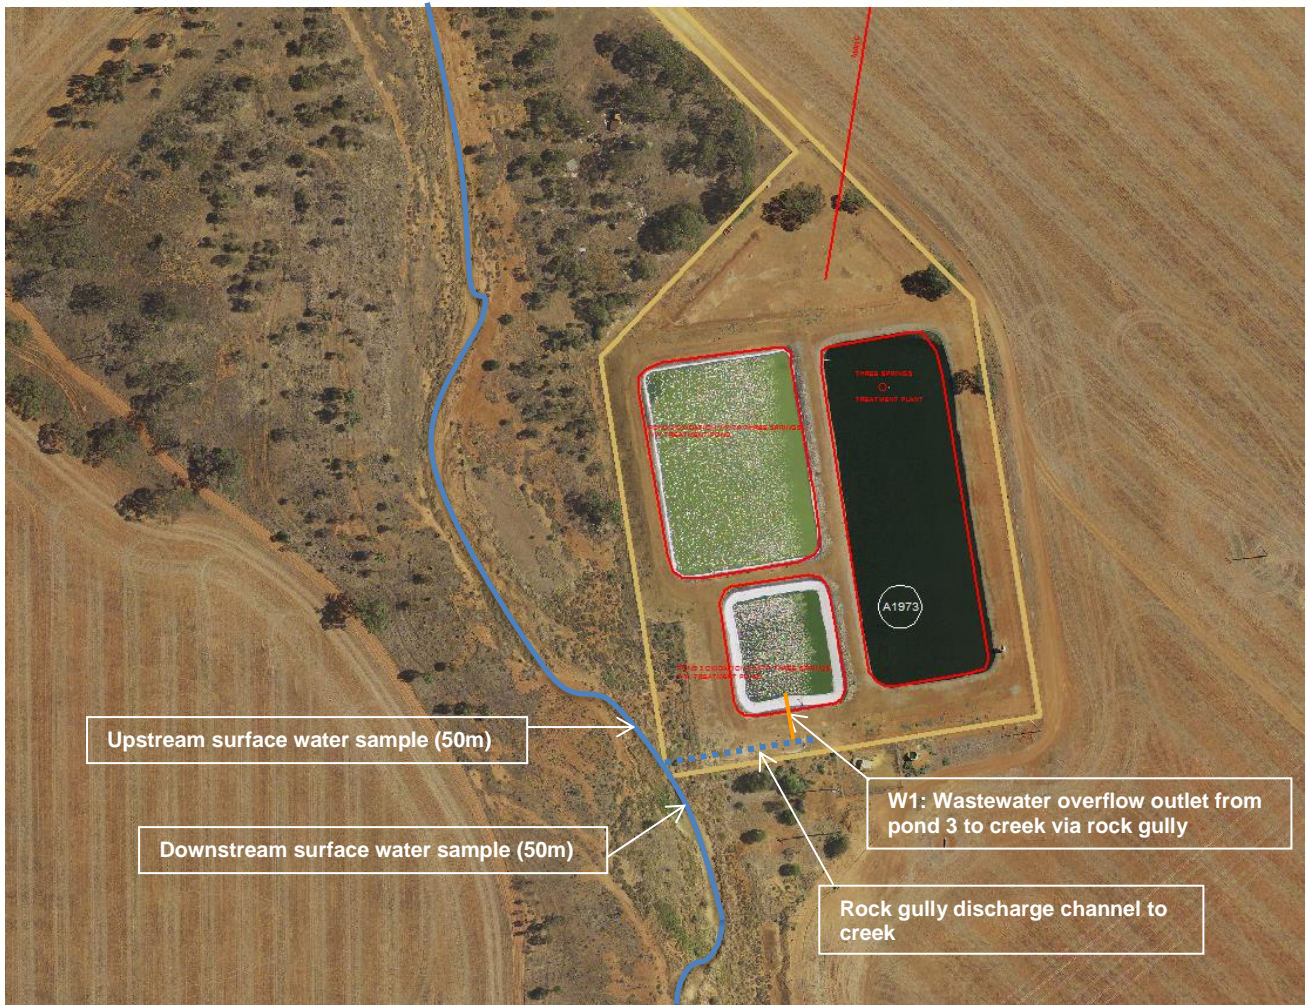 THREE SPRINGS
TREATMENT PLANT
A1973
Upstream surface water sample (50m)
Downstream surface water sample (50m)
W1: Wastewater overflow outlet from
pond 3 to creek via rock gully
Rock gully discharge channel to
creek